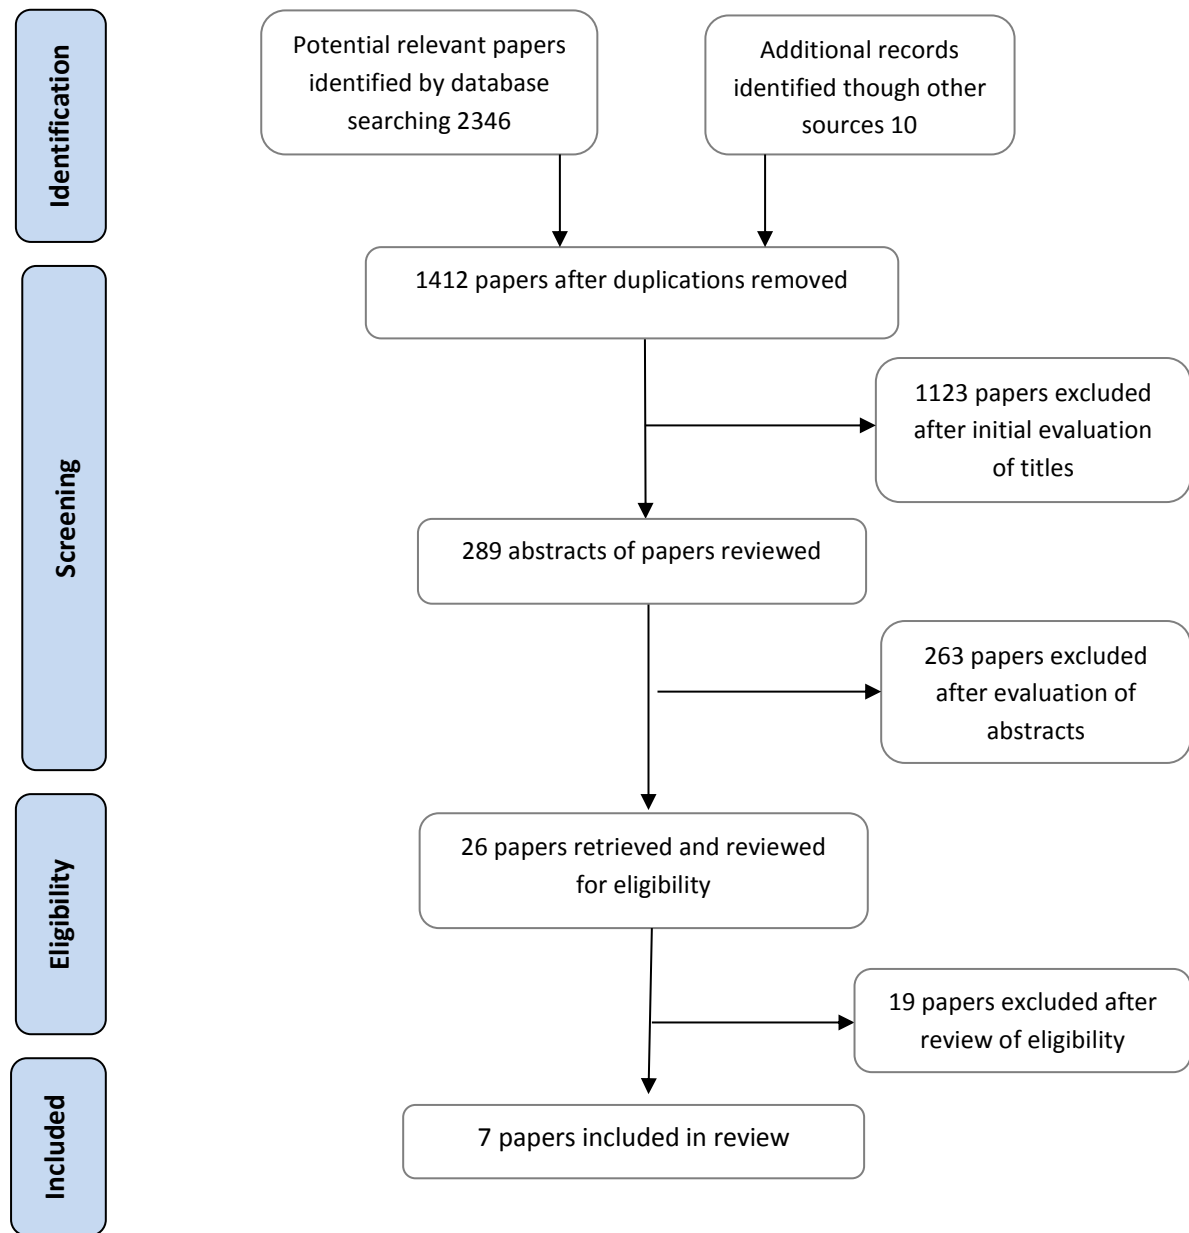 Identification
Potential relevant papers
identified by database
searching 2346
Additional records
identified though other
sources 10
Screening
1412 papers after duplications removed
1123 papers excluded
after initial evaluation
of titles
289 abstracts of papers reviewed
263 papers excluded
after evaluation of
abstracts
Eligibility
26 papers retrieved and reviewed
for eligibility
19 papers excluded after
review of eligibility
Included
7 papers included in review